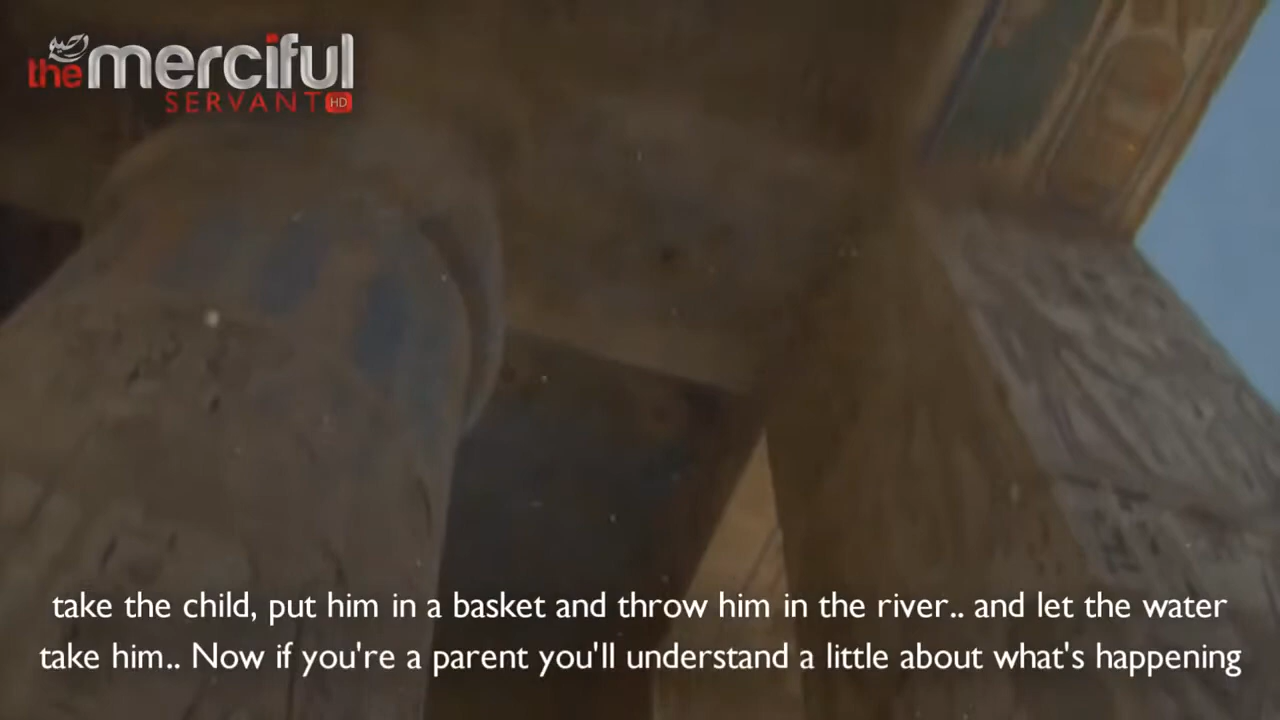 the merciful
SERVANT HD
take the child, put him in a basket and throw him in the river.. and let the water
take him.. Now if you're a parent you'll understand a little about what's happening